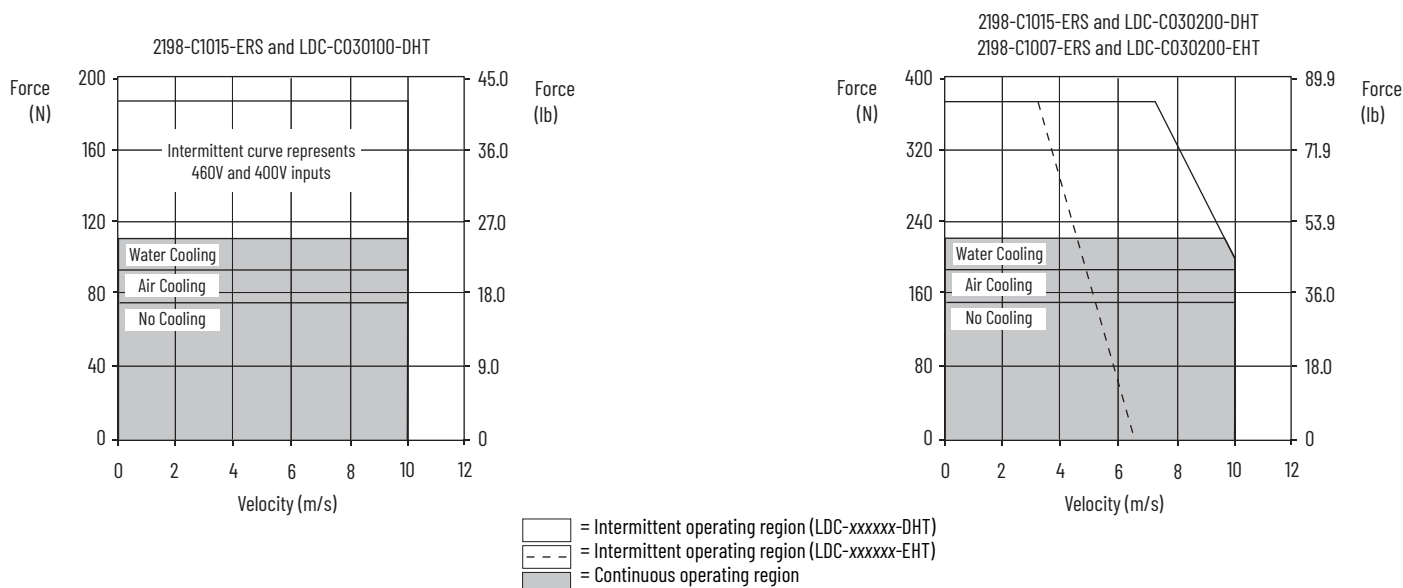 2198-C1015-ERS and LDC-C030100-DHT
Force
(N)
200
160
120
80
40
0
45.0
36.0
27.0
18.0
9.0
0
Force
(lb)
Intermittent curve represents
460V and 400V inputs
Water Cooling
Air Cooling
No Cooling
0 2 4 6 8 10 12
Velocity (m/s)
2198-C1015-ERS and LDC-C030200-DHT
2198-C1007-ERS and LDC-C030200-EHT
Force
(N)
400
320
240
160
80
0
89.9
71.9
53.9
36.0
18.0
0
Force
(lb)
Water Cooling
Air Cooling
No Cooling
0 2 4 6 8 10 12
Velocity (m/s)
= Intermittent operating region (LDC-xxxxxx-DHT)
= Intermittent operating region (LDC-xxxxxx-EHT)
= Continuous operating region